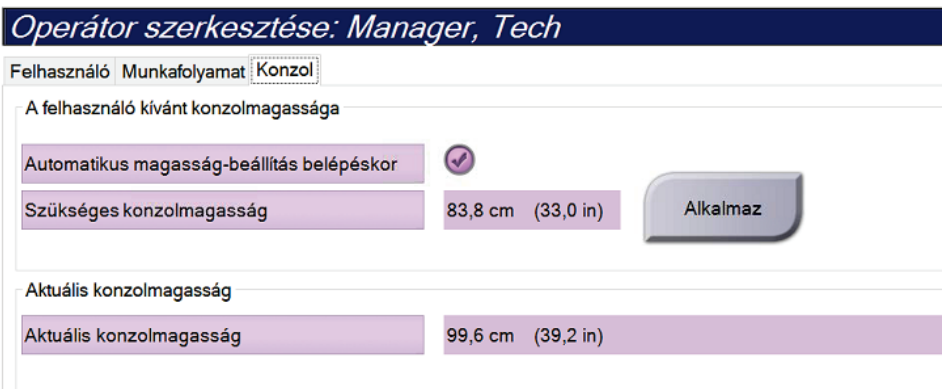 Operátor szerkesztése: Manager, Tech
Felhasználó Munkafolyamat Konzol
A felhasználó kívánt konzolmagassága
Automatikus magasság-beállítás belépéskor
Szükséges konzolmagasság 83,8 cm (33,0 in) Alkalmaz
Aktuális konzolmagasság
Aktuális konzolmagasság 99,6 cm (39,2 in)